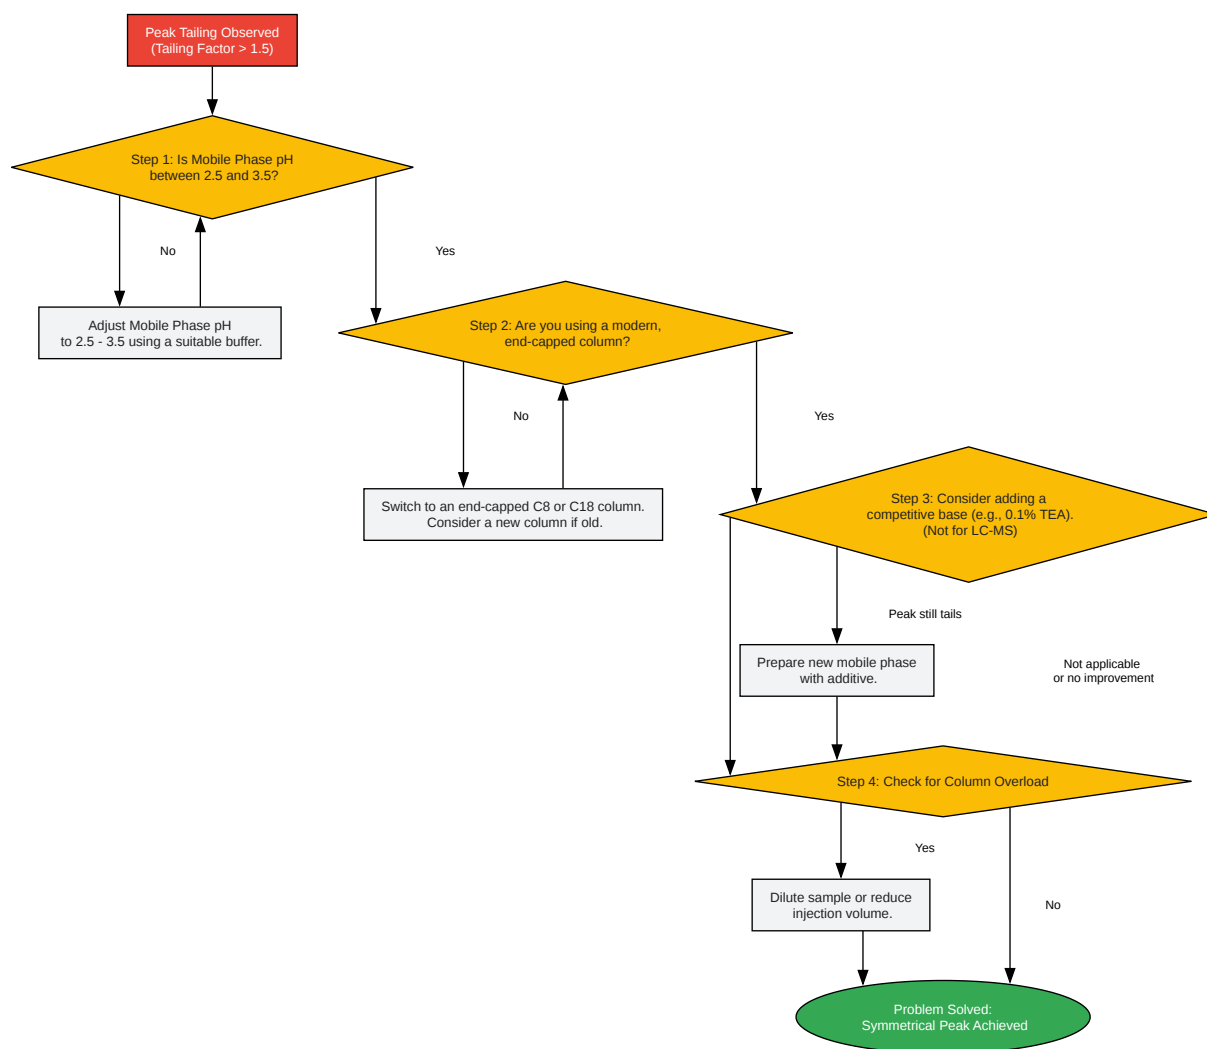 Peak Tailing Observed
(Tailing Factor > 1.5)
Step 1: Is Mobile Phase pH
between 2.5 and 3.5?
No
Yes
Adjust Mobile Phase pH
to 2.5 - 3.5 using a suitable buffer.
Step 2: Are you using a modern,
end-capped column?
No
Yes
Switch to an end-capped C8 or C18 column.
Consider a new column if old.
Step 3: Consider adding a
competitive base (e.g., 0.1% TEA).
(Not for LC-MS)
Peak still tails
Not applicable
or no improvement
Prepare new mobile phase
with additive.
Step 4: Check for Column Overload
Yes
No
Dilute sample or reduce
injection volume.
Problem Solved:
Symmetrical Peak Achieved